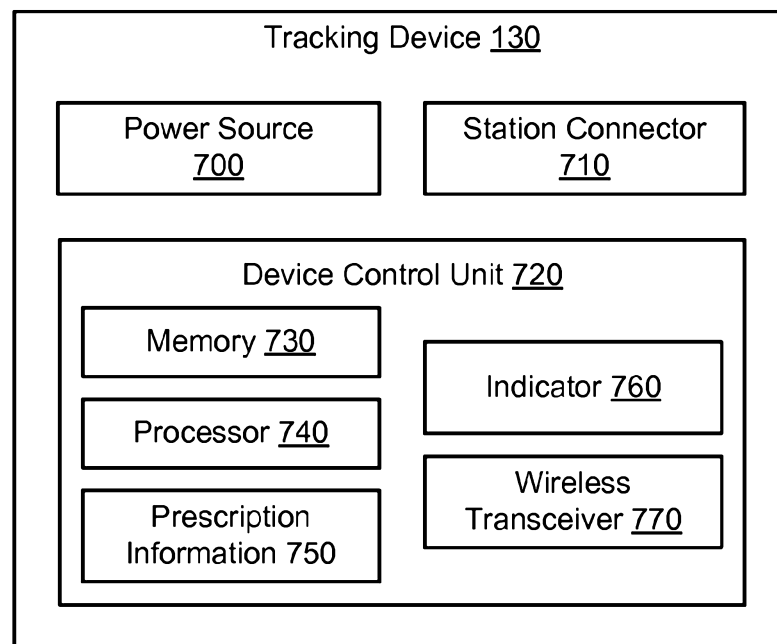 Tracking Device 130
Power Source
700
Station Connector
710
Device Control Unit 720
Memory 730
Processor 740
Prescription
Information 750
Indicator 760
Wireless
Transceiver 770